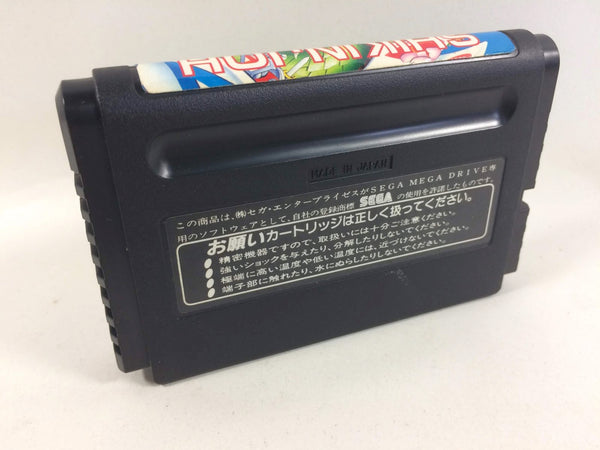 SHIKINJOH
MADE IN JAPAN
この商品は、㈱セガ・エンタープライゼスがSEGA MEGA DRIVE専
用のソフトウェアとして、自社の登録商標 SEGA の使用を許諾したものです。
お願い カートリッジは正しく扱ってください。
●精密機器ですので、取扱いには十分ご注意ください。
●強いショックを与えたり、分解したりしないでください。
●極端に高い温度や低い温度には、近づけないでください。
●端子部に触れたり、水にぬらしたりしないでください。